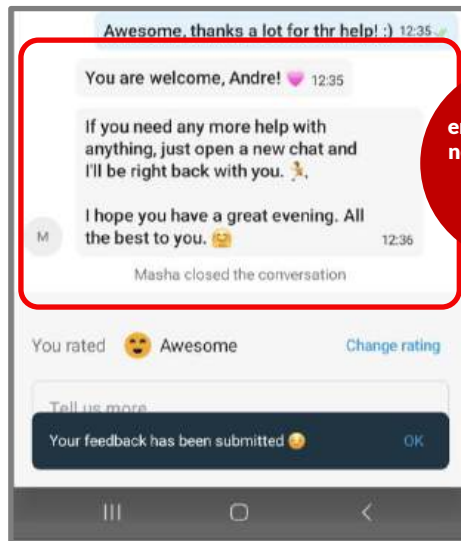 Awesome, thanks a lot for thr help! :) 12:35
You are welcome, Andre! 12:35
If you need any more help with
anything, just open a new chat and
I'll be right back with you.
I hope you have a great evening. All
the best to you. 12:36
M
Masha closed the conversation
You rated Awesome Change rating
Tell us more
Your feedback has been submitted OK